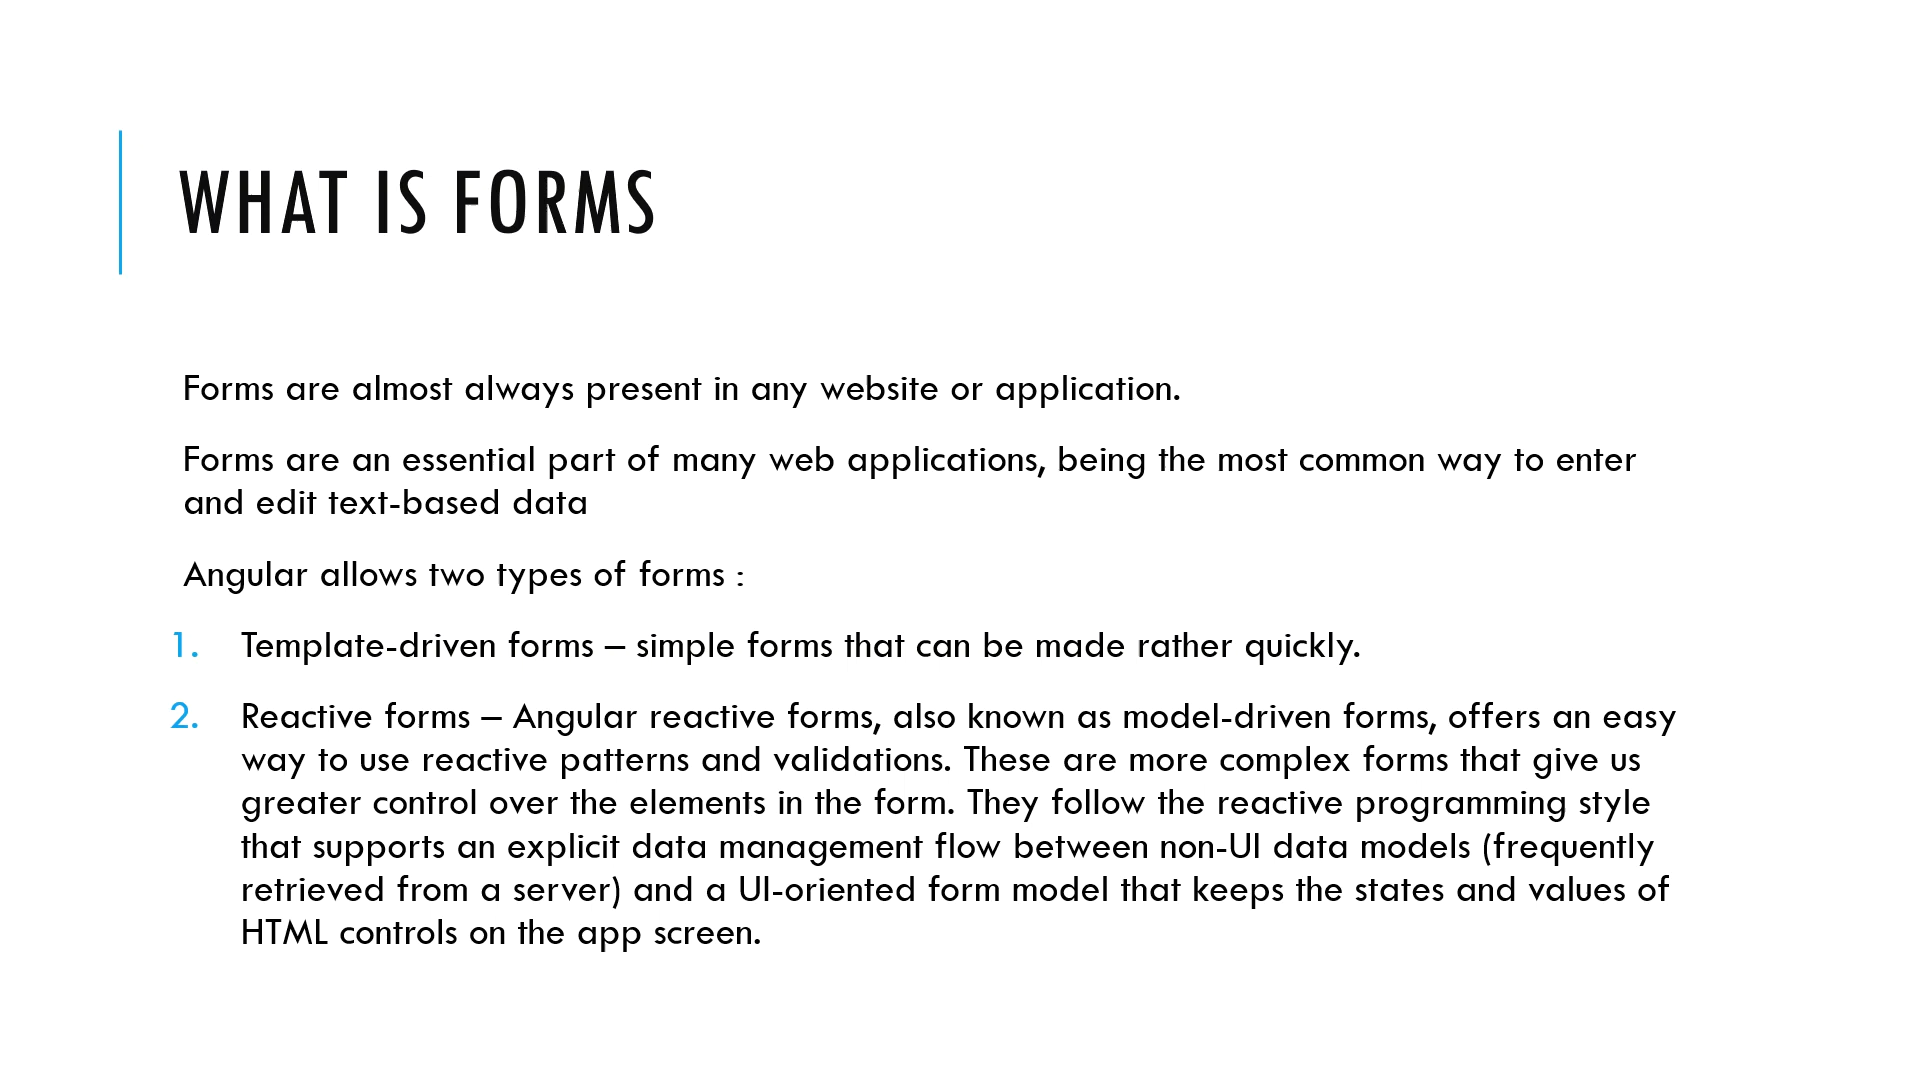 WHAT IS FORMS
Forms are almost always present in any website or application.
Forms are an essential part of many web applications, being the most common way to enter
and edit text-based data
Angular allows two types of forms :
1. Template-driven forms – simple forms that can be made rather quickly.
2. Reactive forms – Angular reactive forms, also known as model-driven forms, offers an easy
way to use reactive patterns and validations. These are more complex forms that give us
greater control over the elements in the form. They follow the reactive programming style
that supports an explicit data management flow between non-UI data models (frequently
retrieved from a server) and a UI-oriented form model that keeps the states and values of
HTML controls on the app screen.